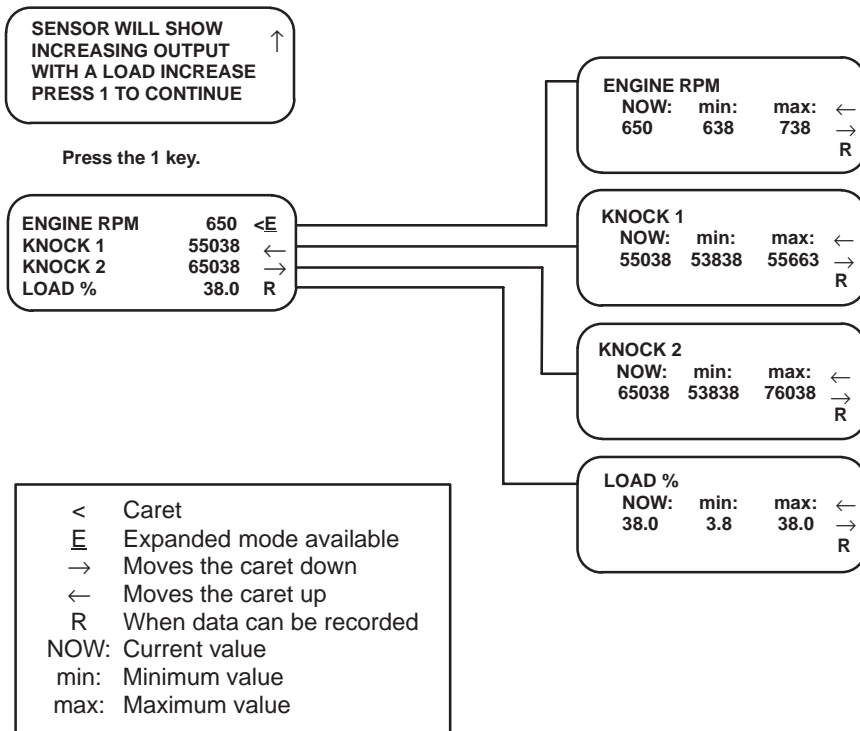 SENSOR WILL SHOW ↑
INCREASING OUTPUT
WITH A LOAD INCREASE
PRESS 1 TO CONTINUE
Press the 1 key.
ENGINE RPM 650 <E
KNOCK 1 55038 ←
KNOCK 2 65038 →
LOAD % 38.0 R
ENGINE RPM
NOW: min: max: ←
650 638 738 →
R
KNOCK 1
NOW: min: max: ←
55038 53838 55663 →
R
KNOCK 2
NOW: min: max: ←
65038 53838 76038 →
R
LOAD %
NOW: min: max: ←
38.0 3.8 38.0 →
R
< Caret
E Expanded mode available
→ Moves the caret down
← Moves the caret up
R When data can be recorded
NOW: Current value
min: Minimum value
max: Maximum value